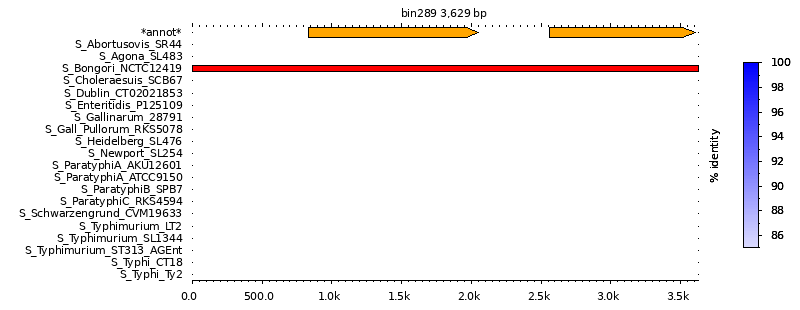 bin289 3,629 bp
*annot*
S_Abortusovis_SR44
S_Agona_SL483
S_Bongori_NCTC12419
S_Choleraesuis_SCB67
S_Dublin_CT02021853
S_Enteritidis_P125109
S_Gallinarum_28791
S_Gall_Pullorum_RKS5078
S_Heidelberg_SL476
S_Newport_SL254
S_ParatyphiA_AKU12601
S_ParatyphiA_ATCC9150
S_ParatyphiB_SPB7
S_ParatyphiC_RKS4594
S_Schwarzengrund_CVM19633
S_Typhimurium_LT2
S_Typhimurium_SL1344
S_Typhimurium_ST313_AGEnt
S_Typhi_CT18
S_Typhi_Ty2
0.0 500.0 1.0k 1.5k 2.0k 2.5k 3.0k 3.5k
% identity
100
98
96
94
92
90
88
86